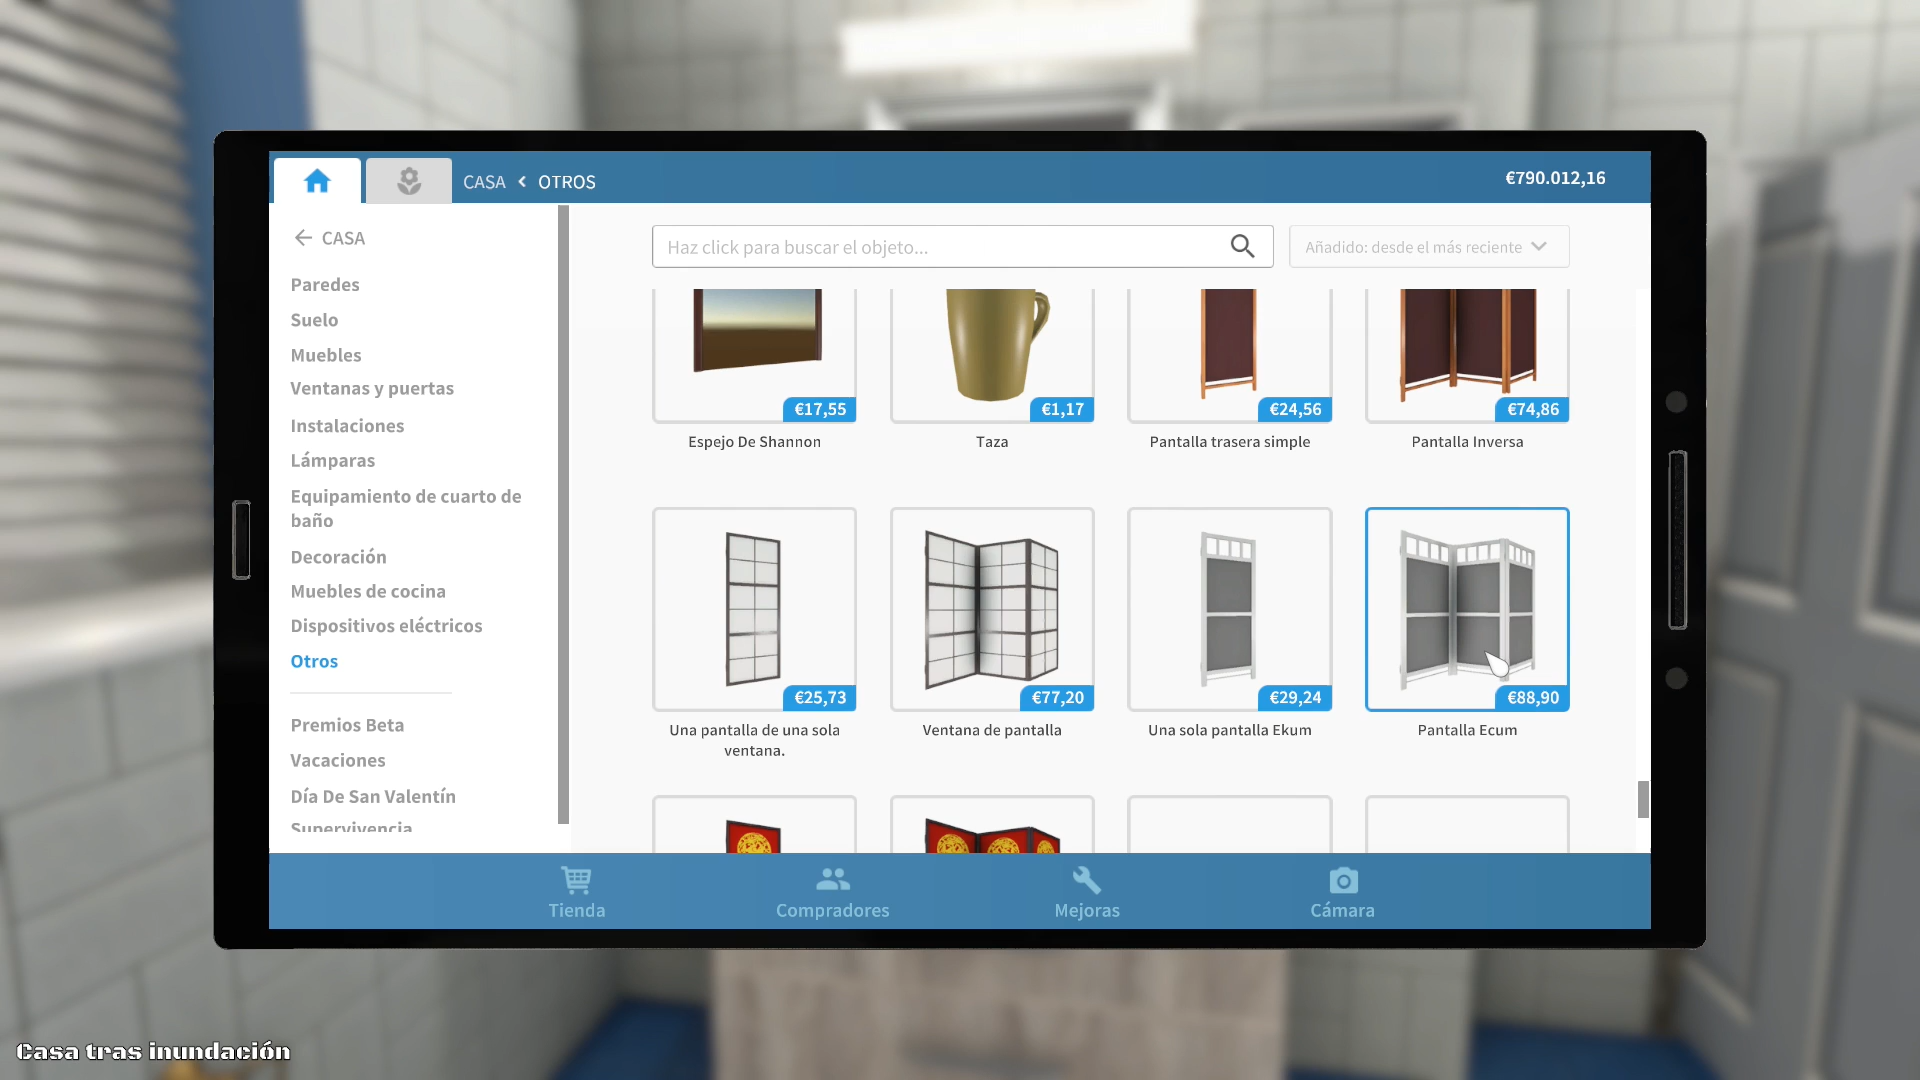 CASA < OTROS
€790.012,16
CASA
Haz click para buscar el objeto...
Añadido: desde el más reciente
Paredes
Suelo
Muebles
Ventanas y puertas
Instalaciones
Lámparas
Equipamiento de cuarto de
baño
Decoración
Muebles de cocina
Dispositivos eléctricos
Otros
Premios Beta
Vacaciones
Día De San Valentín
Supervivencia
€17,55
€1,17
€24,56
€74,86
Espejo De Shannon
Taza
Pantalla trasera simple
Pantalla Inversa
€25,73
€77,20
€29,24
€88,90
Una pantalla de una sola
ventana.
Ventana de pantalla
Una sola pantalla Ekum
Pantalla Ecum
Tienda
Compradores
Mejoras
Cámara
Casa tras inundación